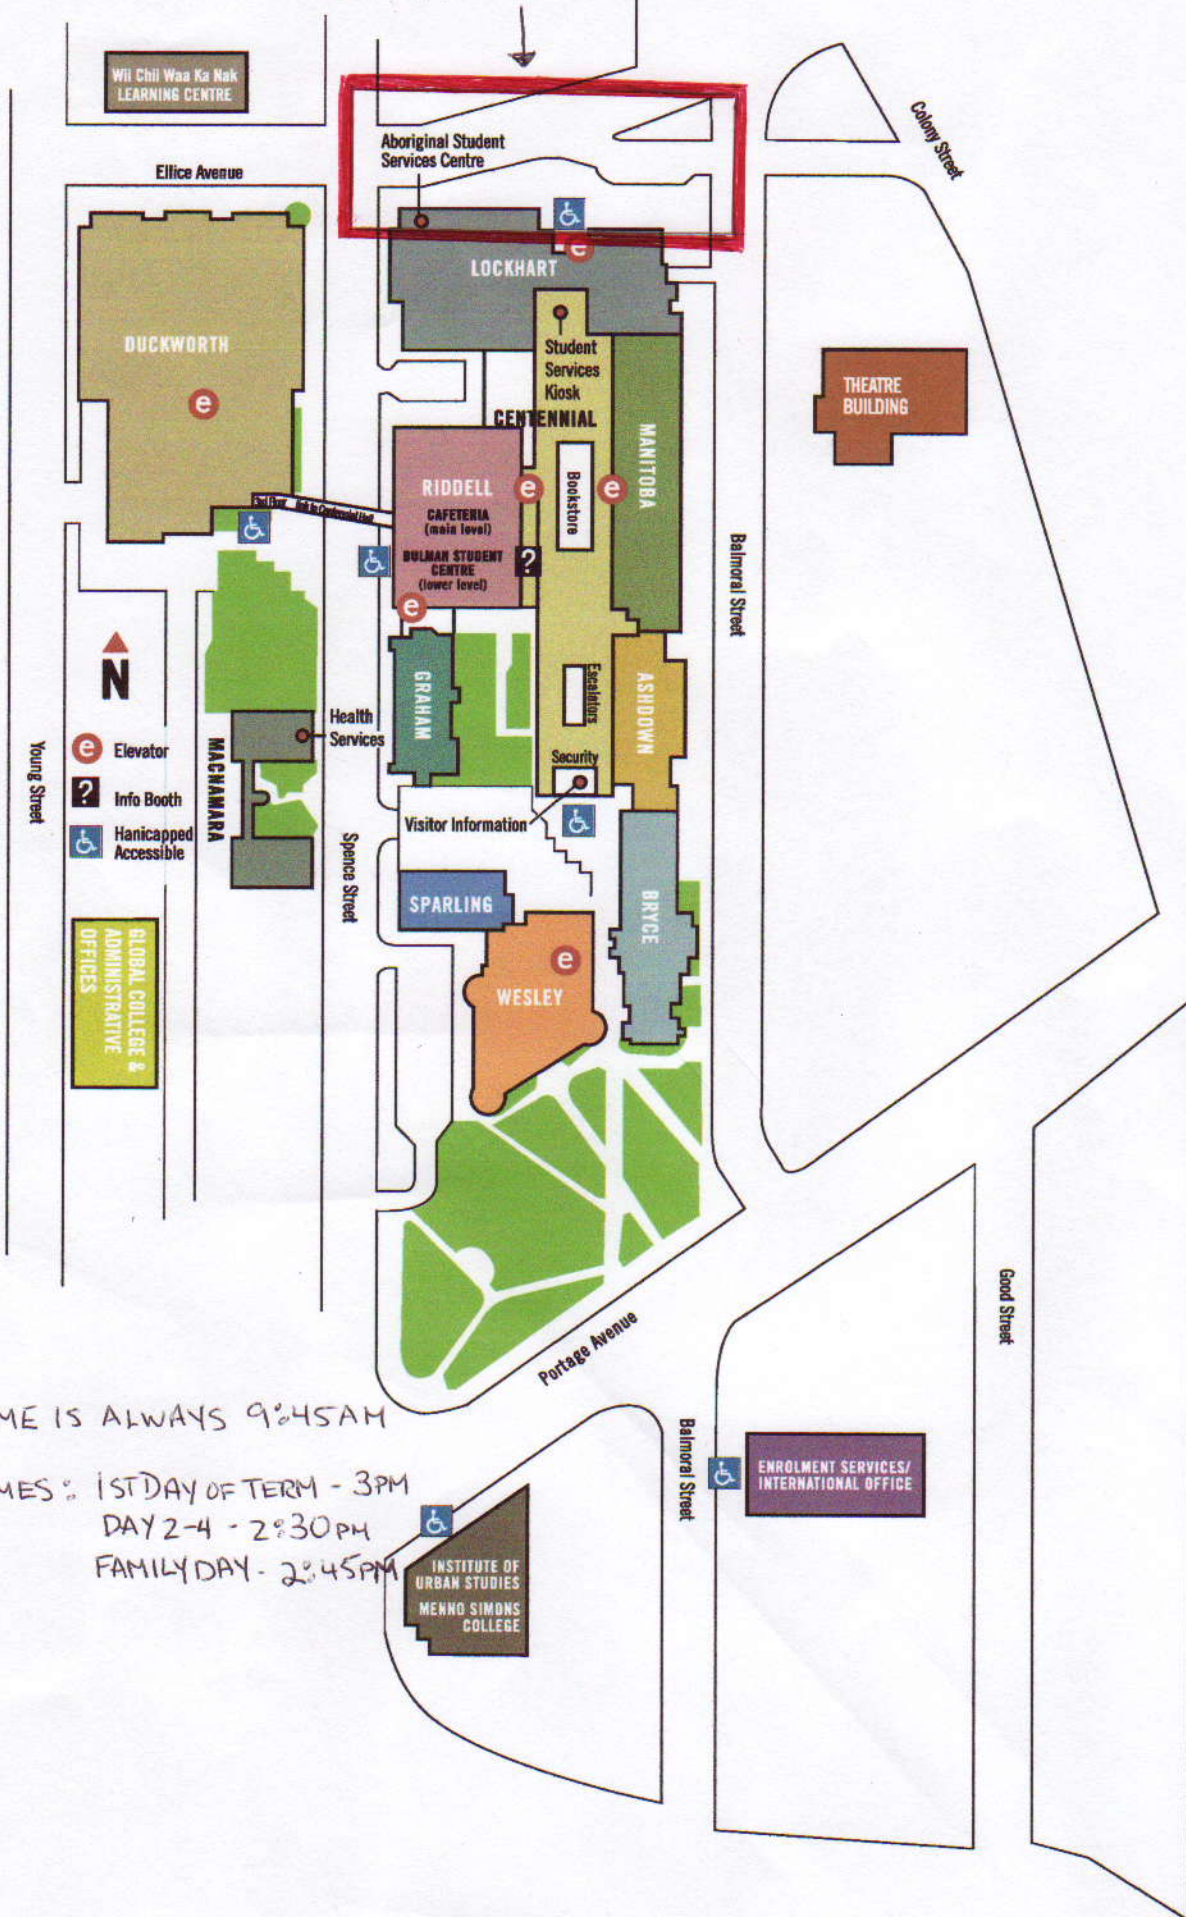 Wii Chii Waa Ka Nak
LEARNING CENTRE
Colony Street
Aboriginal Student
Services Centre
Ellice Avenue
LOCKHART
DUCKWORTH
e
e
Student
Services
Kiosk
THEATRE
BUILDING
CENTENNIAL
MANITOBA
RIDDELL
CAFETERIA
(main level)
BULMAN STUDENT
CENTRE
(lower level)
e
e
e
Bookstore
?
Balmoral Street
N
GRAHAM
Escalators
ASHDOWN
Health
Services
Security
Visitor Information
e Elevator
? Info Booth
Hanicapped
Accessible
Young Street
MACNAMARA
Spence Street
SPARLING
BRYCE
e
WESLEY
GLOBAL COLLEGE &
ADMINISTRATIVE
OFFICES
Good Street
Portage Avenue
IS ALWAYS 9:45AM
1ST DAY OF TERM - 3PM
DAY 2-4 - 2:30PM
FAMILY DAY - 2:45PM
Balmoral Street
ENROLMENT SERVICES/
INTERNATIONAL OFFICE
INSTITUTE OF
URBAN STUDIES
MENNO SIMONS
COLLEGE